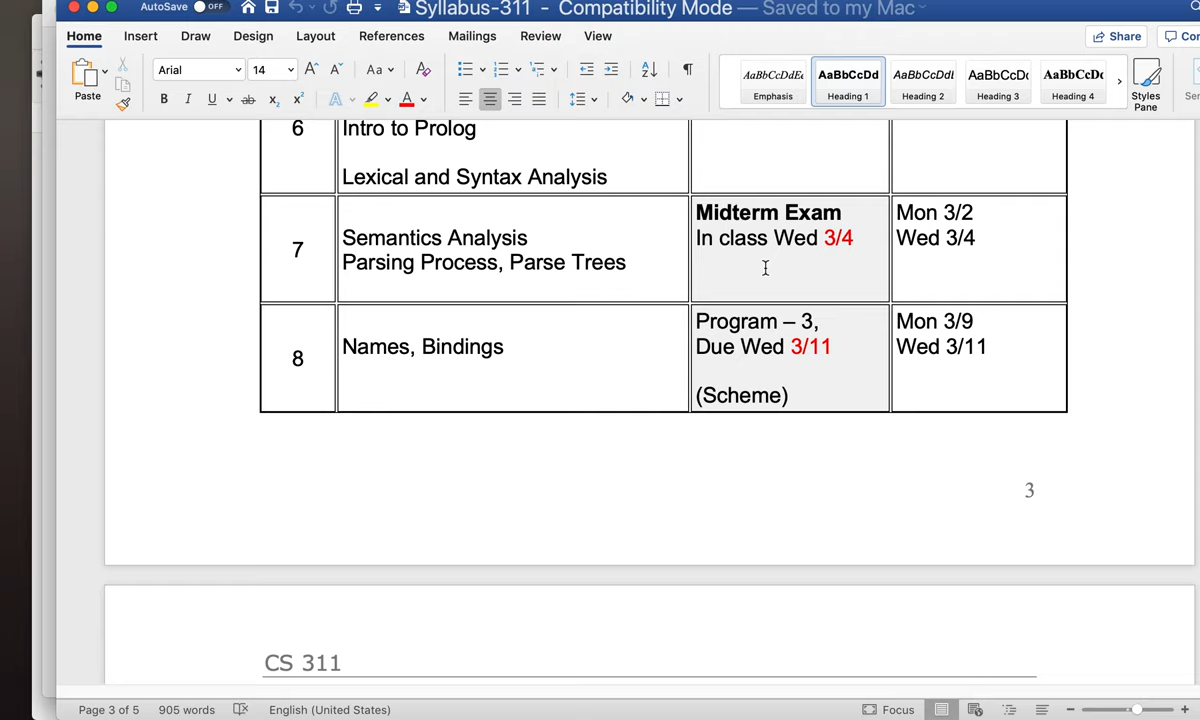 AutoSave OFF Syllabus-311 - Compatibility Mode — Saved to my Mac
Home Insert Draw Design Layout References Mailings Review View Share
Paste Arial 14 Aa
AaBbCcDdEe AaBbCcDd AaBbCcDdI AaBbCcDc AaBbCcDc
Emphasis Heading 1 Heading 2 Heading 3 Heading 4
Styles
Pane
6 Intro to Prolog
Lexical and Syntax Analysis
7
Semantics Analysis
Parsing Process, Parse Trees
Midterm Exam
In class Wed 3/4
Mon 3/2
Wed 3/4
8
Names, Bindings
Program – 3,
Due Wed 3/11
(Scheme)
Mon 3/9
Wed 3/11
3
CS 311
Page 3 of 5 905 words English (United States) Focus